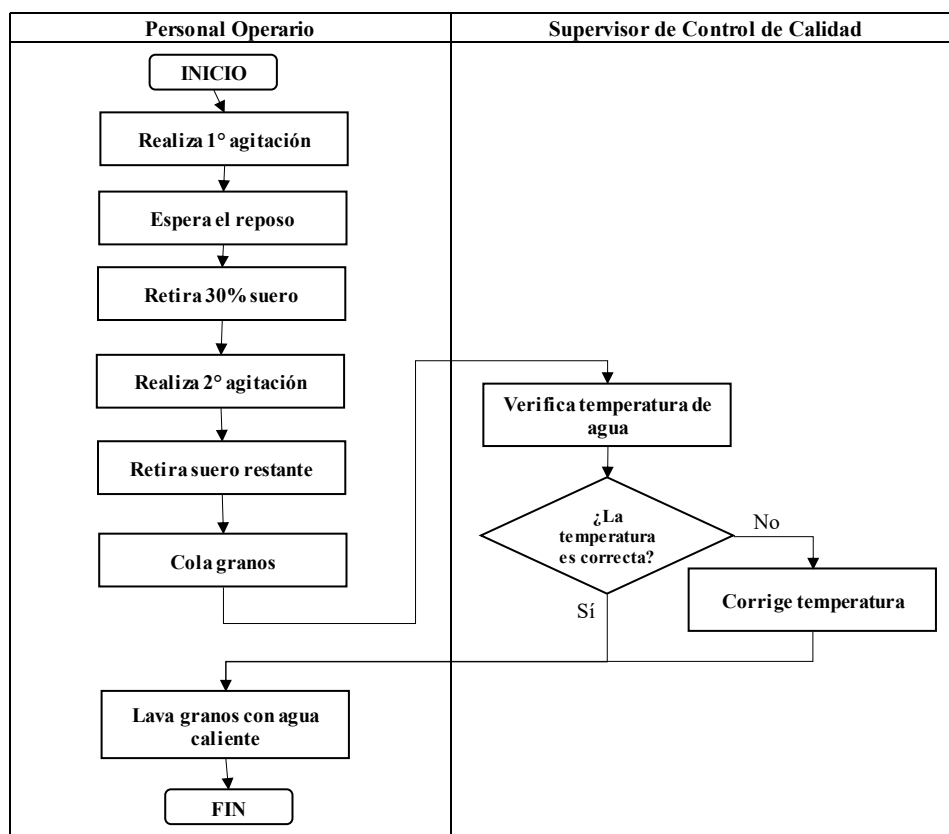 Personal Operario
Supervisor de Control de Calidad
INICIO
Realiza 1° agitación
Espera el reposo
Retira 30% suero
Realiza 2° agitación
Retira suero restante
Cola granos
Verifica temperatura de
agua
¿La
temperatura
es correcta?
No
Sí
Corrige temperatura
Lava granos con agua
caliente
FIN